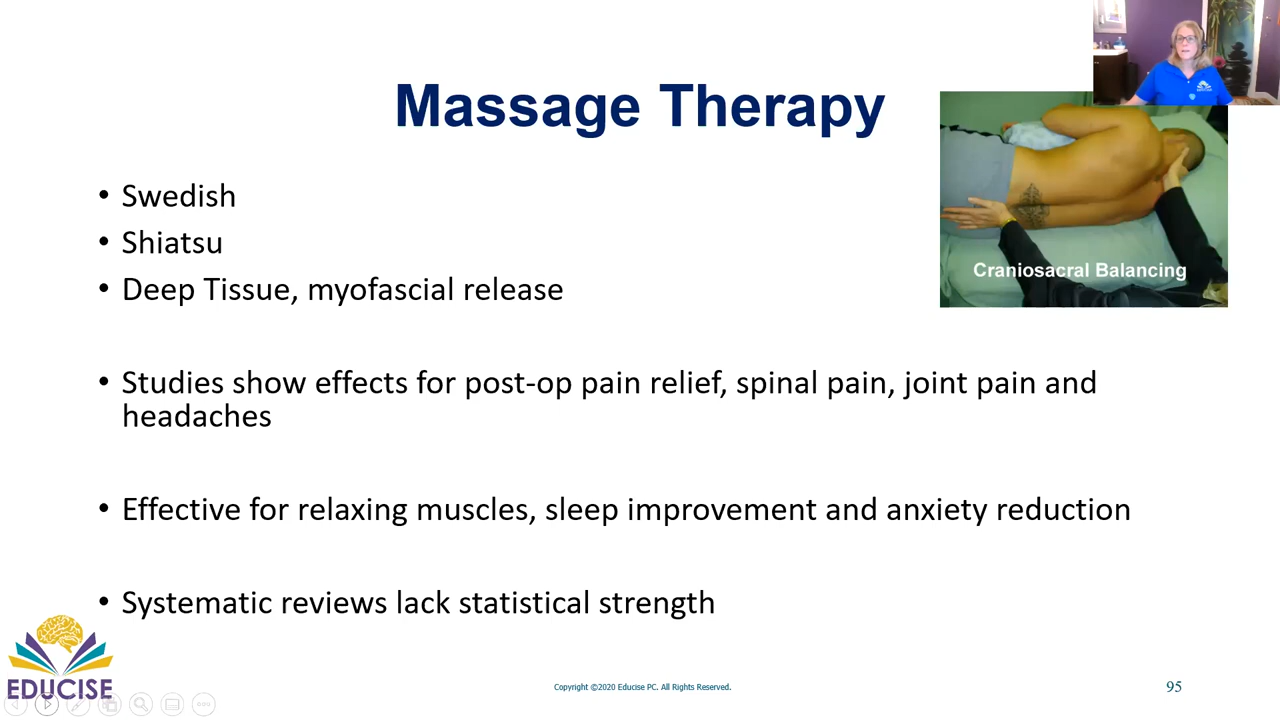 Massage Therapy
• Swedish
• Shiatsu
• Deep Tissue, myofascial release
Craniosacral Balancing
• Studies show effects for post-op pain relief, spinal pain, joint pain and
headaches
• Effective for relaxing muscles, sleep improvement and anxiety reduction
• Systematic reviews lack statistical strength
EDUCISE
Copyright ©2020 Educise PC. All Rights Reserved.
95